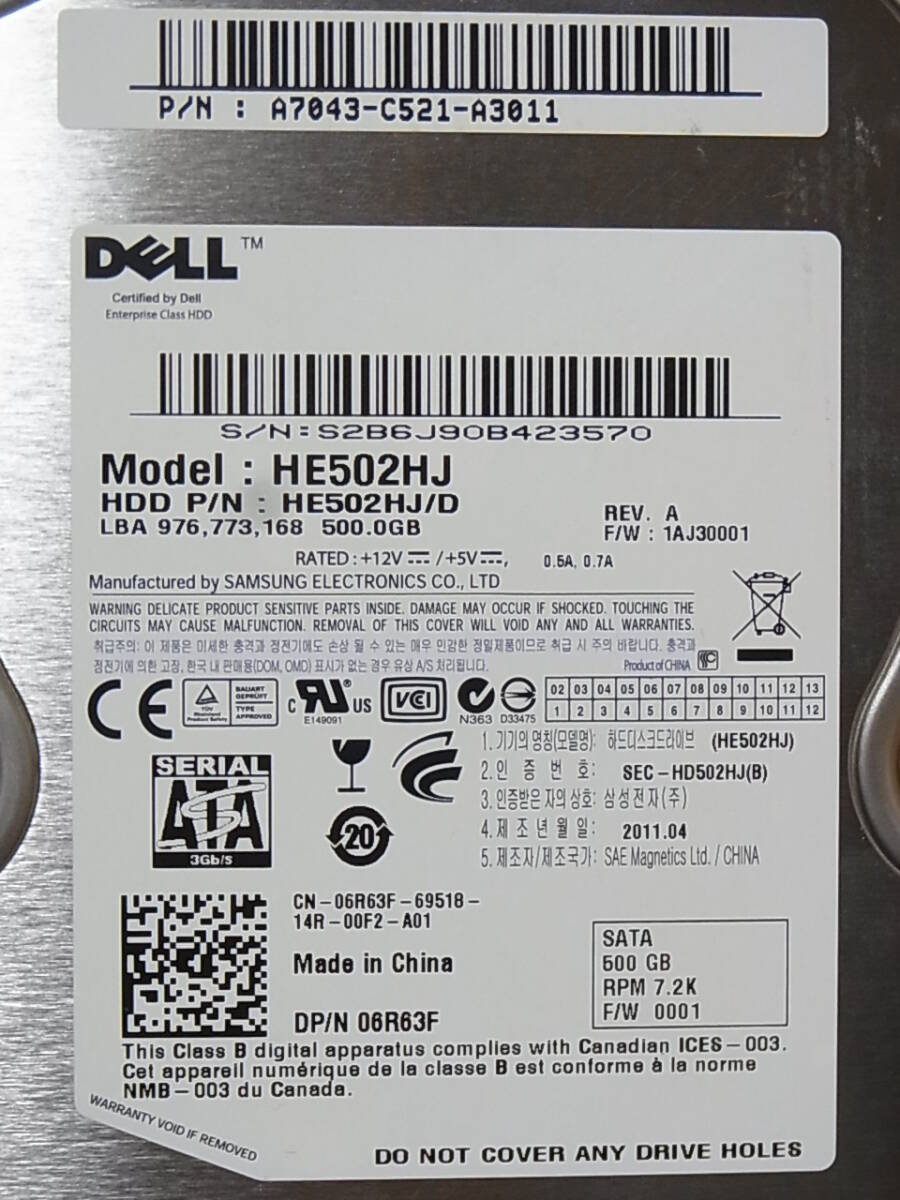 P/N : A7043-C521-A3011
DELL™
Certified by Dell
Enterprise Class HDD
S/N:S2B6J90B423570
Model : HE502HJ
HDD P/N : HE502HJ/D
LBA 976,773,168 500.0GB
REV. A
F/W : 1AJ30001
RATED:+12V /+5V , 0.5A, 0.7A
Manufactured by SAMSUNG ELECTRONICS CO., LTD
WARNING DELICATE PRODUCT SENSITIVE PARTS INSIDE. DAMAGE MAY OCCUR IF SHOCKED. TOUCHING THE
CIRCUITS MAY CAUSE MALFUNCTION. REMOVAL OF THIS COVER WILL VOID ANY AND ALL WARRANTIES.
취급주의: 이 제품은 미세한 충격과 정전기에도 손상 될 수 있는 매우 민감한 정밀제품이므로 취급 시 주의 바랍니다. 충격과
정전기에 의한 고장, 한국 내 판매용(DOM, OMD) 표시가 없는 경우 유상 A/S 처리됩니다.
Product of CHINA
CE
TÜV
Product Safety
BAUART
GEPRÜFT
TYPE
APPROVED
c RU® US
E149091
VCI
N363
D33475
02 03 04 05 06 07 08 09 10 11 12 13
1 2 3 4 5 6 7 8 9 10 11 12
1. 기기의 명칭(모델명): 하드디스크드라이브 (HE502HJ)
2. 인 증 번 호: SEC-HD502HJ(B)
3. 인증받은 자의 상호: 삼성전자(주)
4. 제 조 년 월 일: 2011.04
5. 제조자/제조국가: SAE Magnetics Ltd. / CHINA
SERIAL
ATA
3Gb/s
20
CN-06R63F-69518-
14R-00F2-A01
Made in China
DP/N 06R63F
SATA
500 GB
RPM 7.2K
F/W 0001
This Class B digital apparatus complies with Canadian ICES-003.
Cet appareil numérique de la classe B est conforme à la norme
NMB-003 du Canada.
WARRANTY VOID IF REMOVED
DO NOT COVER ANY DRIVE HOLES